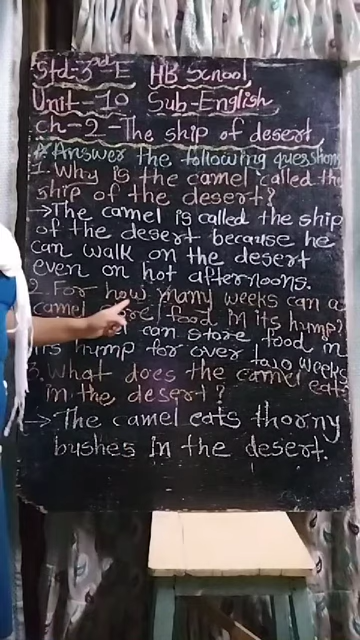 Std-3rd-E HB School
Unit-10 Sub-English
ch-2-The ship of desert
* Answer the following questions
1. Why is the camel called the
ship of the desert?
→ The camel is called the ship
of the desert because he
can walk on the desert
even on hot afternoons.
2. For how many weeks can a
camel food in its hump?
can store food in
its hump for over two weeks
3. What does the camel eat
in the desert?
→ The camel eats thorny
bushes in the desert.